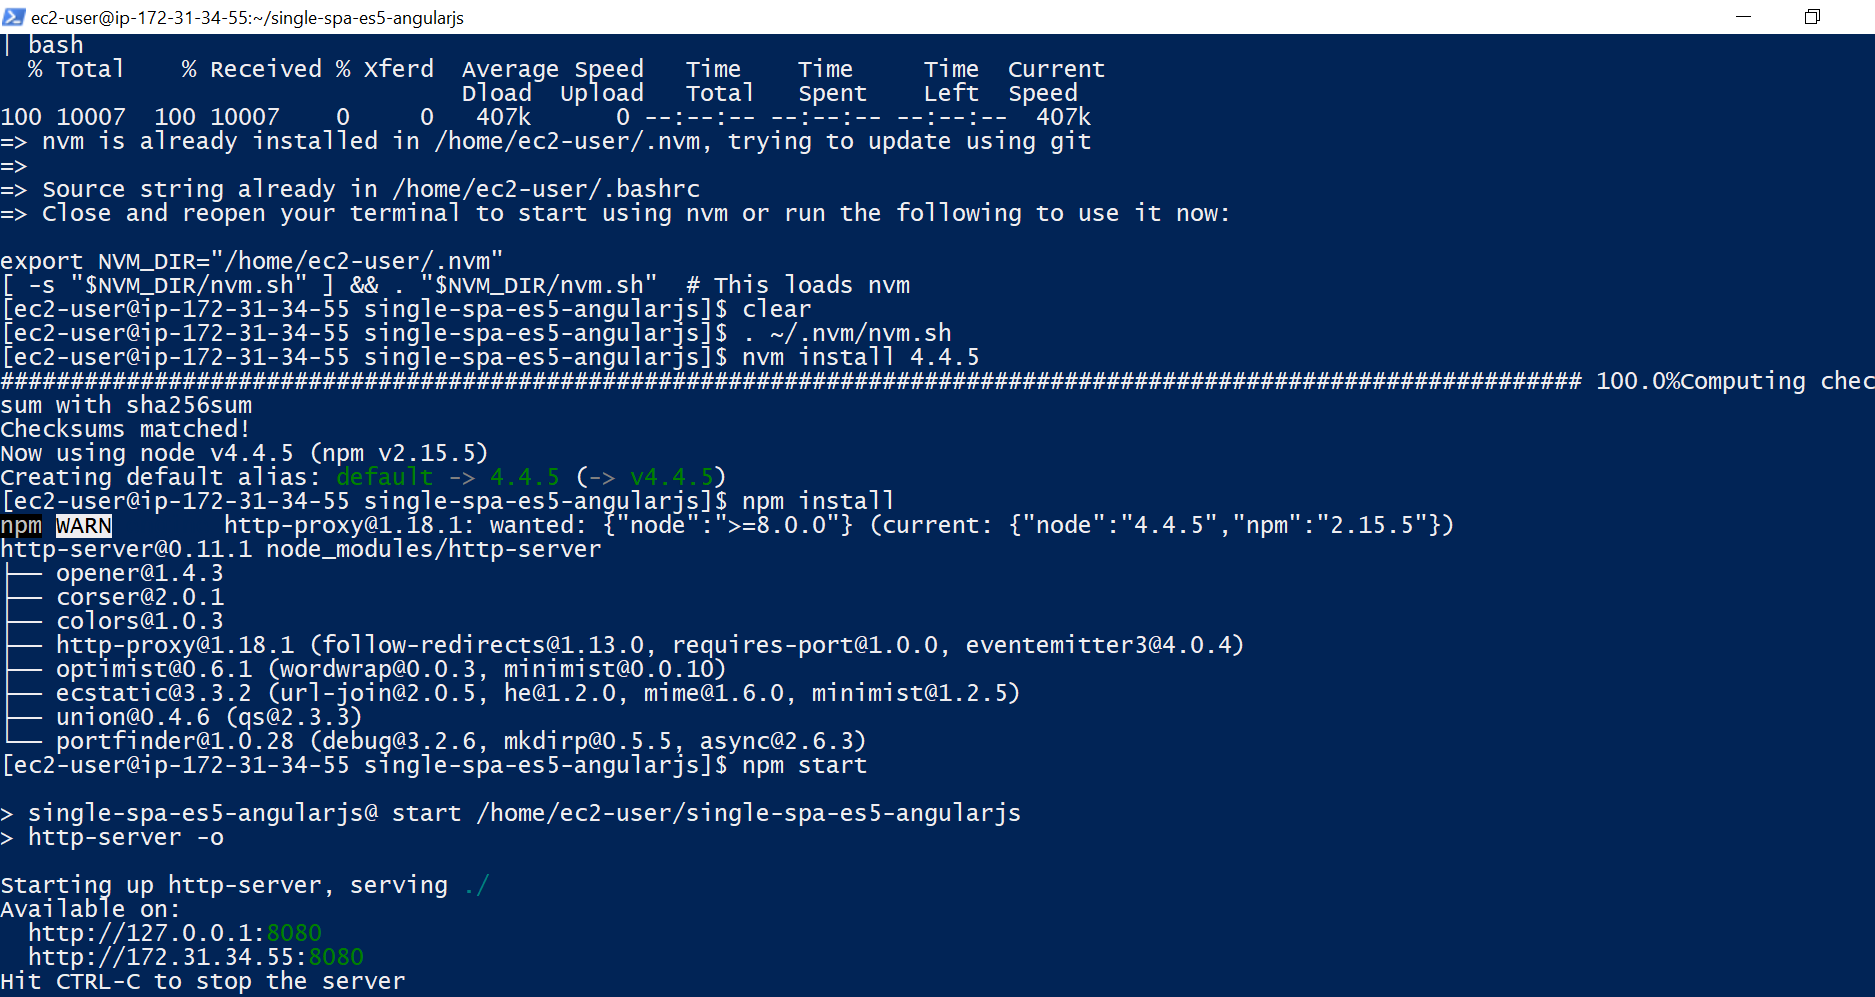 ec2-user@ip-172-31-34-55:~/single-spa-es5-angularjs
| bash
  % Total    % Received % Xferd  Average Speed   Time    Time     Time  Current
                                 Dload  Upload   Total   Spent    Left  Speed
100 10007  100 10007    0     0   407k      0 --:--:-- --:--:-- --:--:--  407k
=> nvm is already installed in /home/ec2-user/.nvm, trying to update using git
=>
=> Source string already in /home/ec2-user/.bashrc
=> Close and reopen your terminal to start using nvm or run the following to use it now:

export NVM_DIR="/home/ec2-user/.nvm"
[ -s "$NVM_DIR/nvm.sh" ] && . "$NVM_DIR/nvm.sh"  # This loads nvm
[ec2-user@ip-172-31-34-55 single-spa-es5-angularjs]$ clear
[ec2-user@ip-172-31-34-55 single-spa-es5-angularjs]$ . ~/.nvm/nvm.sh
[ec2-user@ip-172-31-34-55 single-spa-es5-angularjs]$ nvm install 4.4.5
################################################################################################################# 100.0%Computing chec
sum with sha256sum
Checksums matched!
Now using node v4.4.5 (npm v2.15.5)
Creating default alias: default -> 4.4.5 (-> v4.4.5)
[ec2-user@ip-172-31-34-55 single-spa-es5-angularjs]$ npm install
npm WARN        http-proxy@1.18.1: wanted: {"node":">=8.0.0"} (current: {"node":"4.4.5","npm":"2.15.5"})
http-server@0.11.1 node_modules/http-server
├── opener@1.4.3
├── corser@2.0.1
├── colors@1.0.3
├── http-proxy@1.18.1 (follow-redirects@1.13.0, requires-port@1.0.0, eventemitter3@4.0.4)
├── optimist@0.6.1 (wordwrap@0.0.3, minimist@0.0.10)
├── ecstatic@3.3.2 (url-join@2.0.5, he@1.2.0, mime@1.6.0, minimist@1.2.5)
├── union@0.4.6 (qs@2.3.3)
└── portfinder@1.0.28 (debug@3.2.6, mkdirp@0.5.5, async@2.6.3)
[ec2-user@ip-172-31-34-55 single-spa-es5-angularjs]$ npm start

> single-spa-es5-angularjs@ start /home/ec2-user/single-spa-es5-angularjs
> http-server -o

Starting up http-server, serving ./
Available on:
  http://127.0.0.1:8080
  http://172.31.34.55:8080
Hit CTRL-C to stop the server